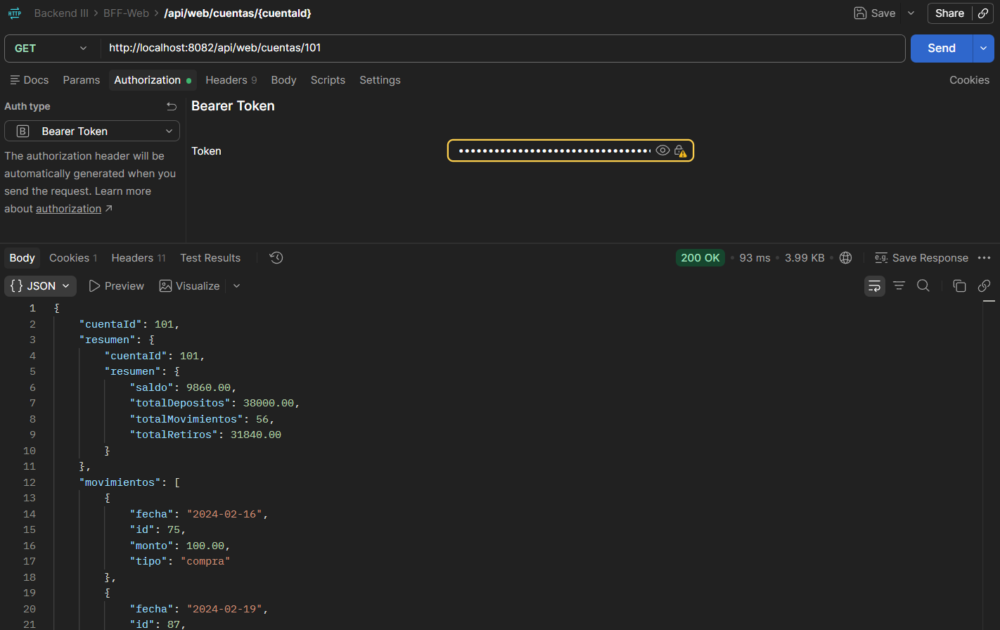 HTTP Backend III > BFF-Web > /api/web/cuentas/{cuentaId} Save Share
GET http://localhost:8082/api/web/cuentas/101 Send
Docs Params Authorization Headers 9 Body Scripts Settings Cookies
Auth type
B Bearer Token
The authorization header will be
automatically generated when you
send the request. Learn more
about authorization ↗
Bearer Token
Token ••••••••••••••••••••••••••••••••
Body Cookies 1 Headers 11 Test Results 200 OK • 93 ms • 3.99 KB • e.g. Save Response •••
{} JSON Preview Visualize
1 {
2 "cuentaId": 101,
3 "resumen": {
4 "cuentaId": 101,
5 "resumen": {
6 "saldo": 9860.00,
7 "totalDepositos": 38000.00,
8 "totalMovimientos": 56,
9 "totalRetiros": 31840.00
10 }
11 },
12 "movimientos": [
13 {
14 "fecha": "2024-02-16",
15 "id": 75,
16 "monto": 100.00,
17 "tipo": "compra"
18 },
19 {
20 "fecha": "2024-02-19",
21 "id": 87,